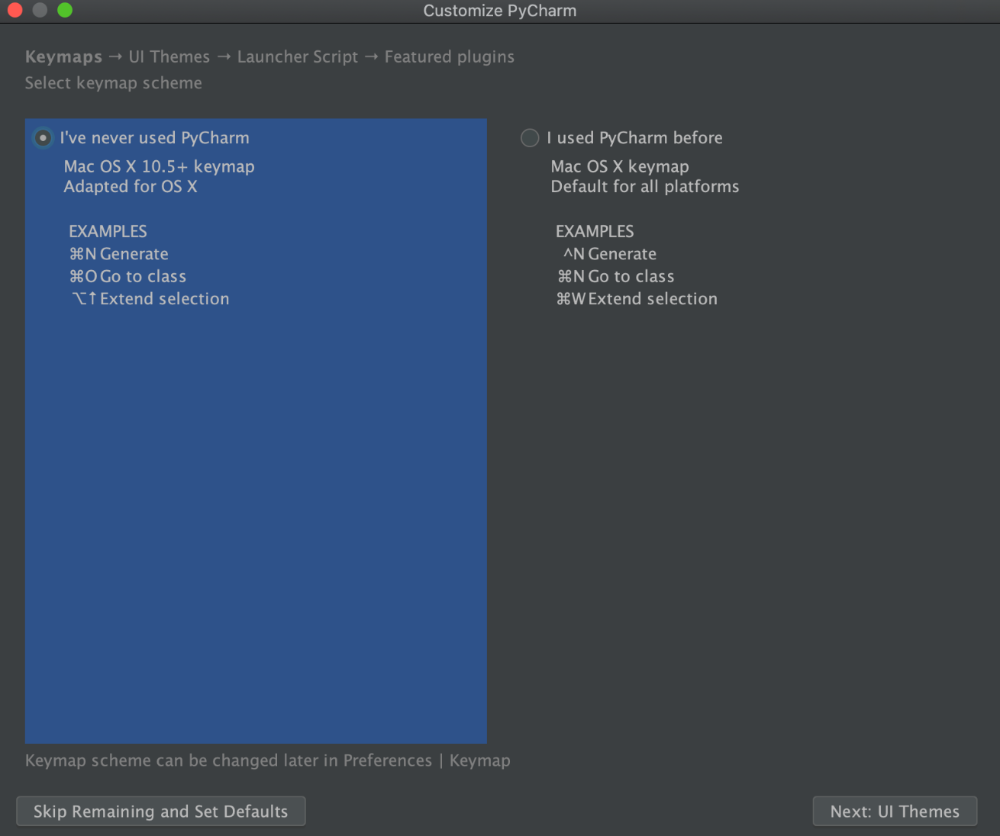 Customize PyCharm
Keymaps → UI Themes → Launcher Script → Featured plugins
Select keymap scheme
I've never used PyCharm
Mac OS X 10.5+ keymap
Adapted for OS X
EXAMPLES
⌘N Generate
⌘O Go to class
⌥↑ Extend selection
I used PyCharm before
Mac OS X keymap
Default for all platforms
EXAMPLES
^N Generate
⌘N Go to class
⌘W Extend selection
Keymap scheme can be changed later in Preferences | Keymap
Skip Remaining and Set Defaults
Next: UI Themes